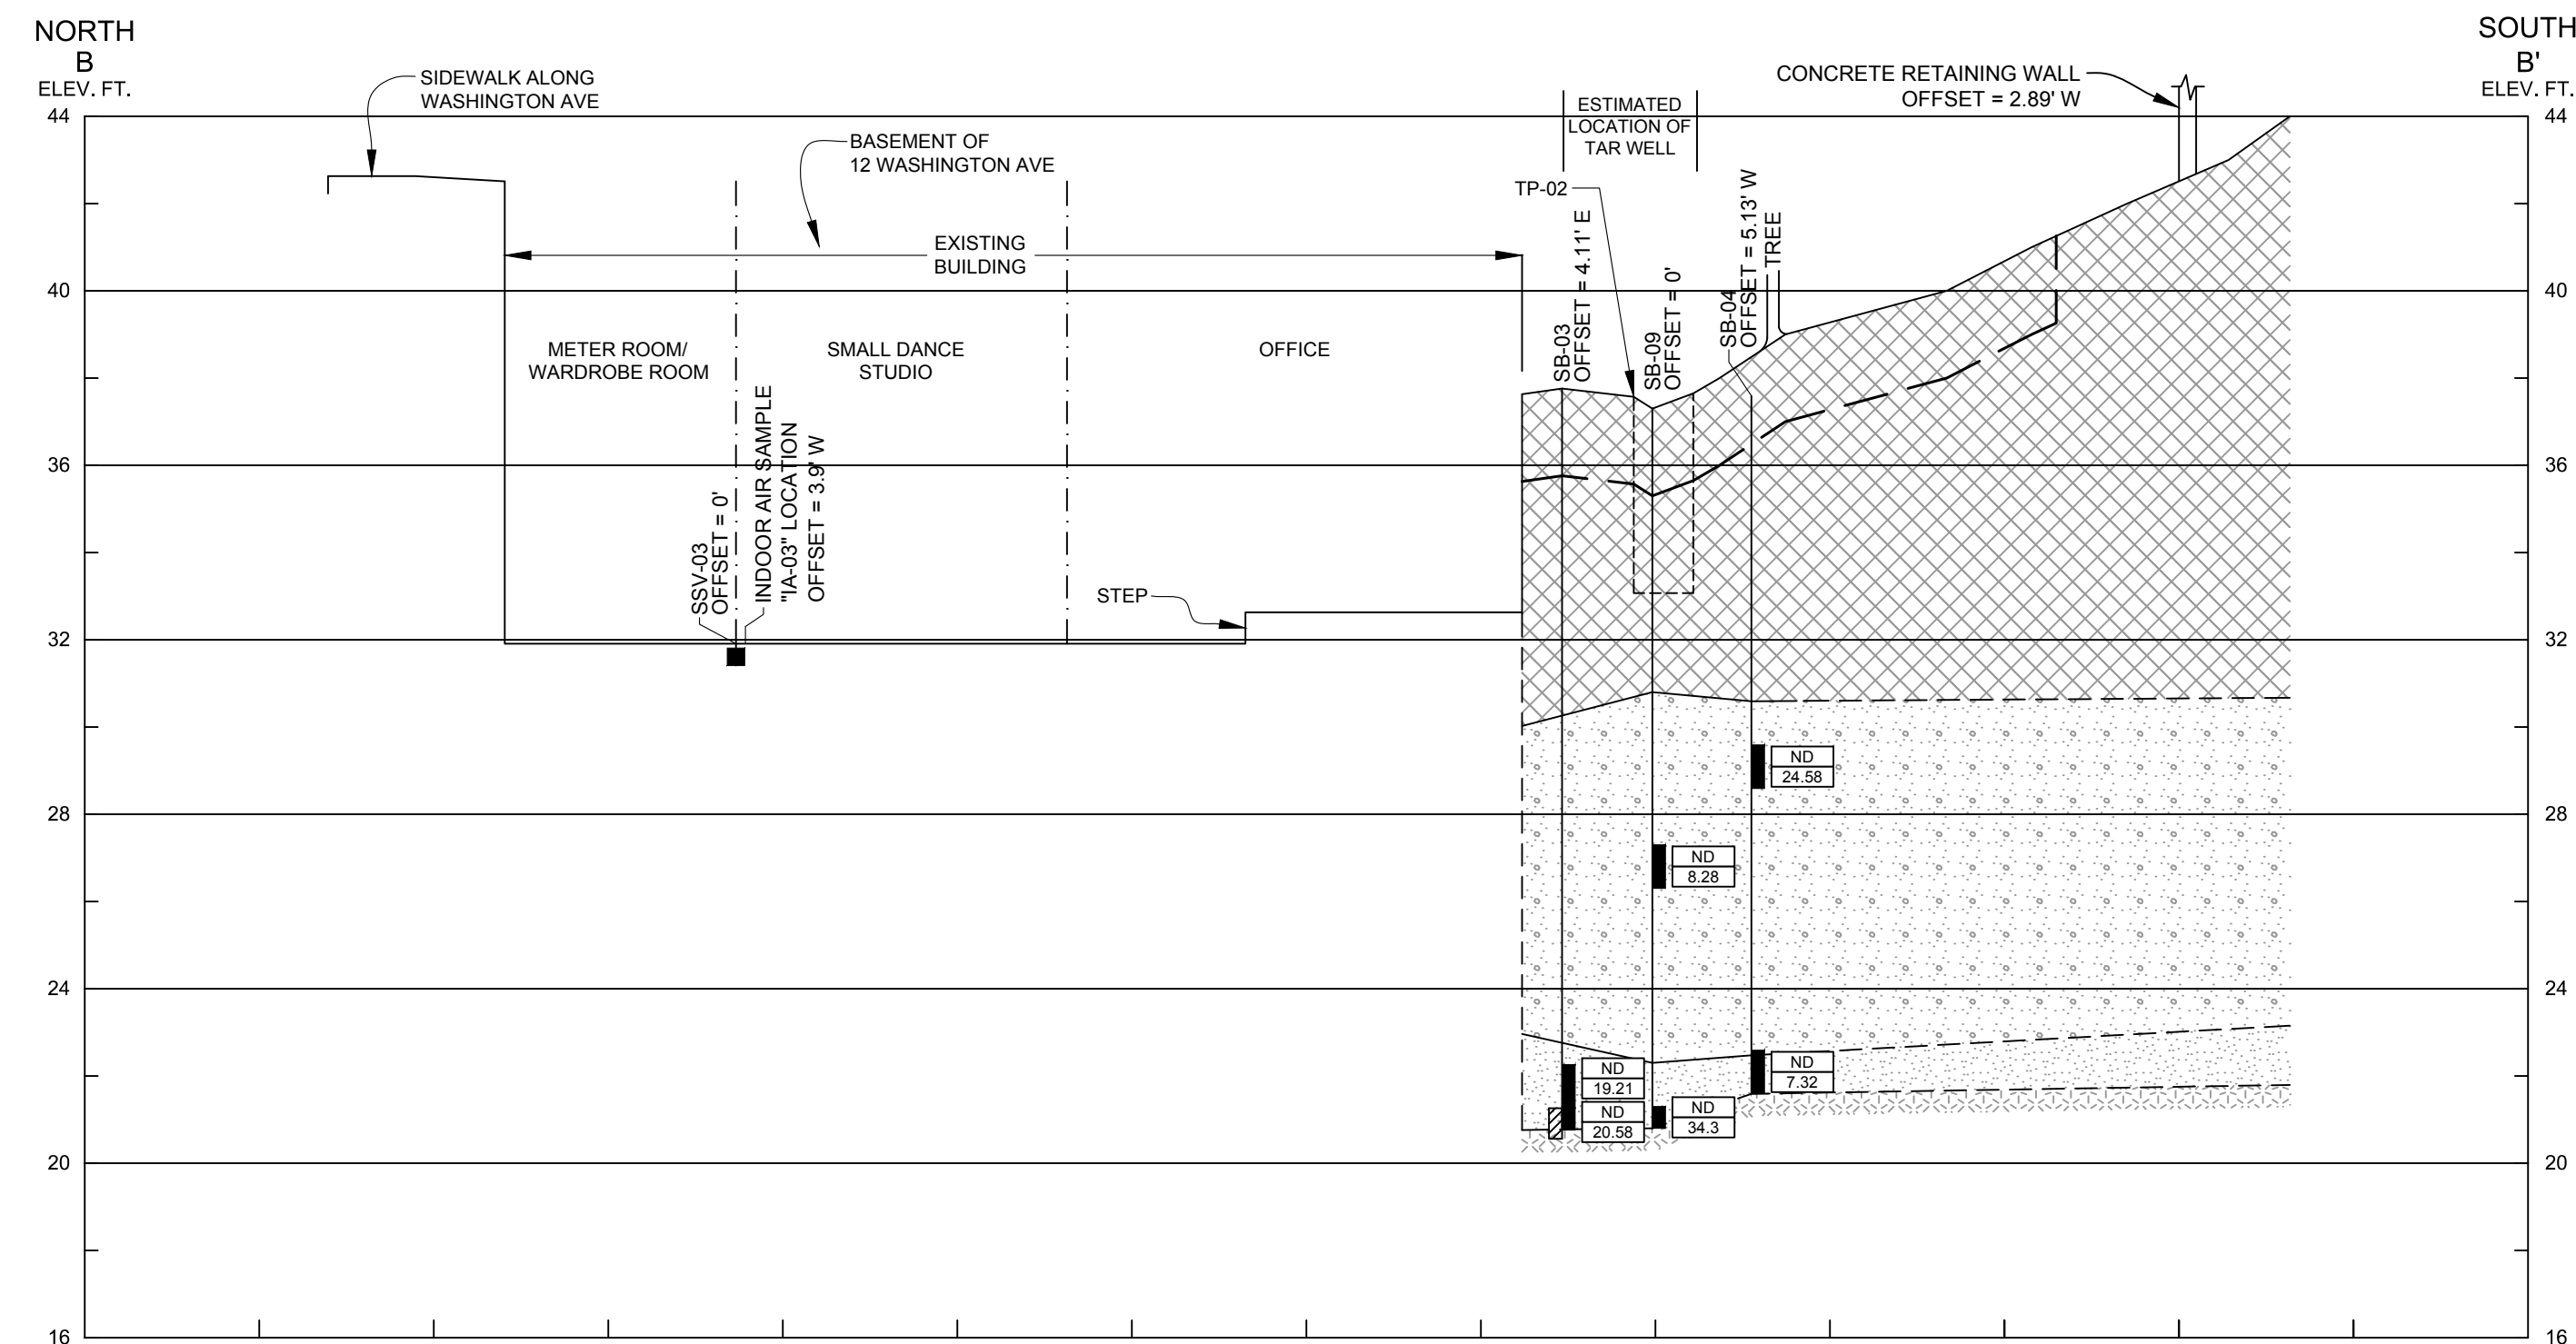 NORTH
B
ELEV. FT.
SOUTH
B'
ELEV. FT.
SIDEWALK ALONG
WASHINGTON AVE
BASEMENT OF
12 WASHINGTON AVE
EXISTING
BUILDING
ESTIMATED
LOCATION OF
TAR WELL
CONCRETE RETAINING WALL
OFFSET = 2.89' W
TP-02
SB-03
OFFSET = 4.11' E
SB-09
OFFSET = 0'
SB-04
OFFSET = 5.13' W
TREE
METER ROOM/
WARDROBE ROOM
SMALL DANCE
STUDIO
OFFICE
SSV-03
OFFSET = 0'
INDOOR AIR SAMPLE
"IA-03" LOCATION
OFFSET = 3.9' W
STEP
ND
24.58
ND
8.28
ND
19.21
ND
20.58
ND
34.3
ND
7.32
44
40
36
32
28
24
20
16
44
40
36
32
28
24
20
16